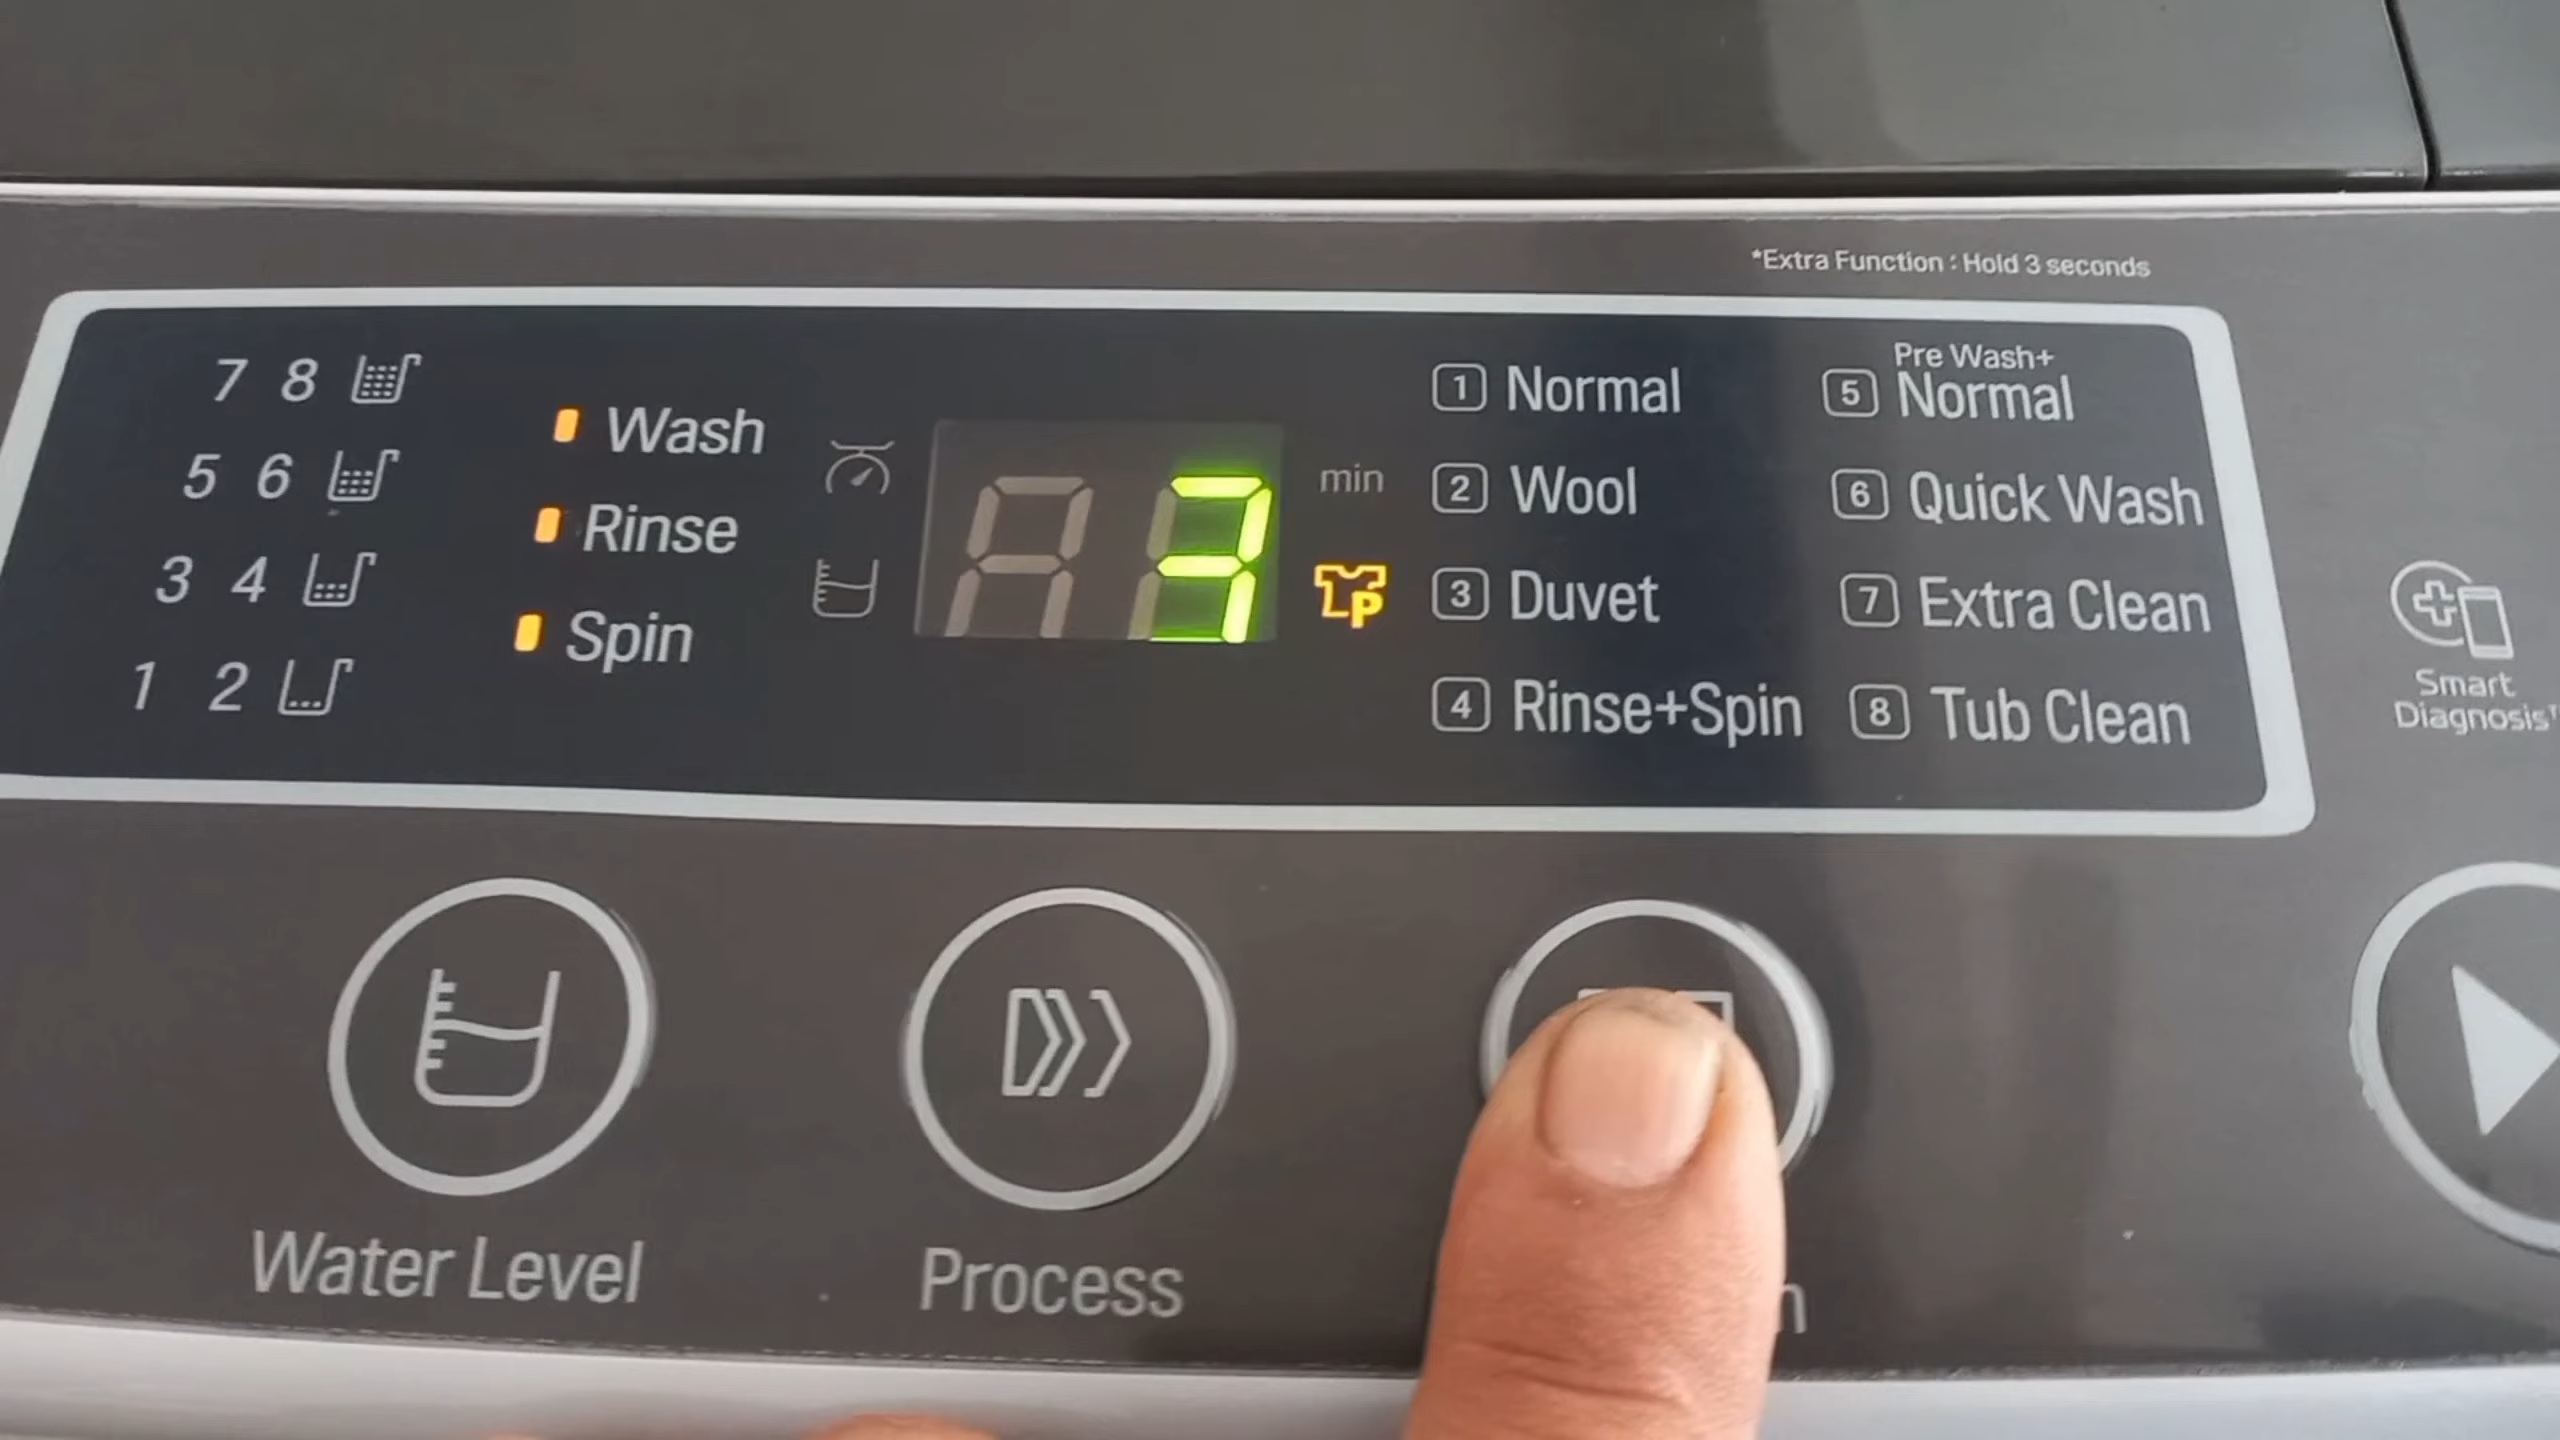 *Extra Function : Hold 3 seconds
7 8
5 6
3 4
1 2
Wash
Rinse
Spin
3
min
P
1 Normal
2 Wool
3 Duvet
4 Rinse+Spin
Pre Wash+
5 Normal
6 Quick Wash
7 Extra Clean
8 Tub Clean
Smart
Diagnosis
Water Level
Process